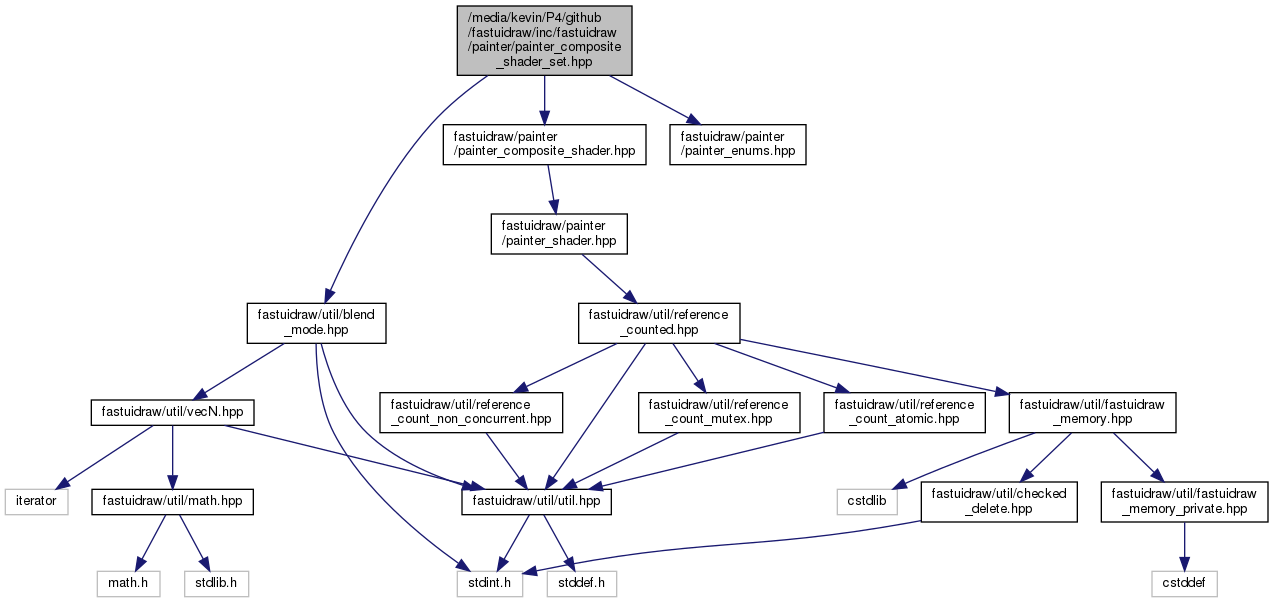 /media/kevin/P4/github
/fastuidraw/inc/fastuidraw
/painter/painter_composite
_shader_set.hpp
fastuidraw/painter
/painter_composite_shader.hpp
fastuidraw/painter
/painter_enums.hpp
fastuidraw/painter
/painter_shader.hpp
fastuidraw/util/blend
_mode.hpp
fastuidraw/util/reference
_counted.hpp
fastuidraw/util/vecN.hpp
fastuidraw/util/reference
_count_non_concurrent.hpp
fastuidraw/util/reference
_count_mutex.hpp
fastuidraw/util/reference
_count_atomic.hpp
fastuidraw/util/fastuidraw
_memory.hpp
iterator
fastuidraw/util/math.hpp
fastuidraw/util/util.hpp
cstdlib
fastuidraw/util/checked
_delete.hpp
fastuidraw/util/fastuidraw
_memory_private.hpp
math.h
stdlib.h
stdint.h
stddef.h
cstddef